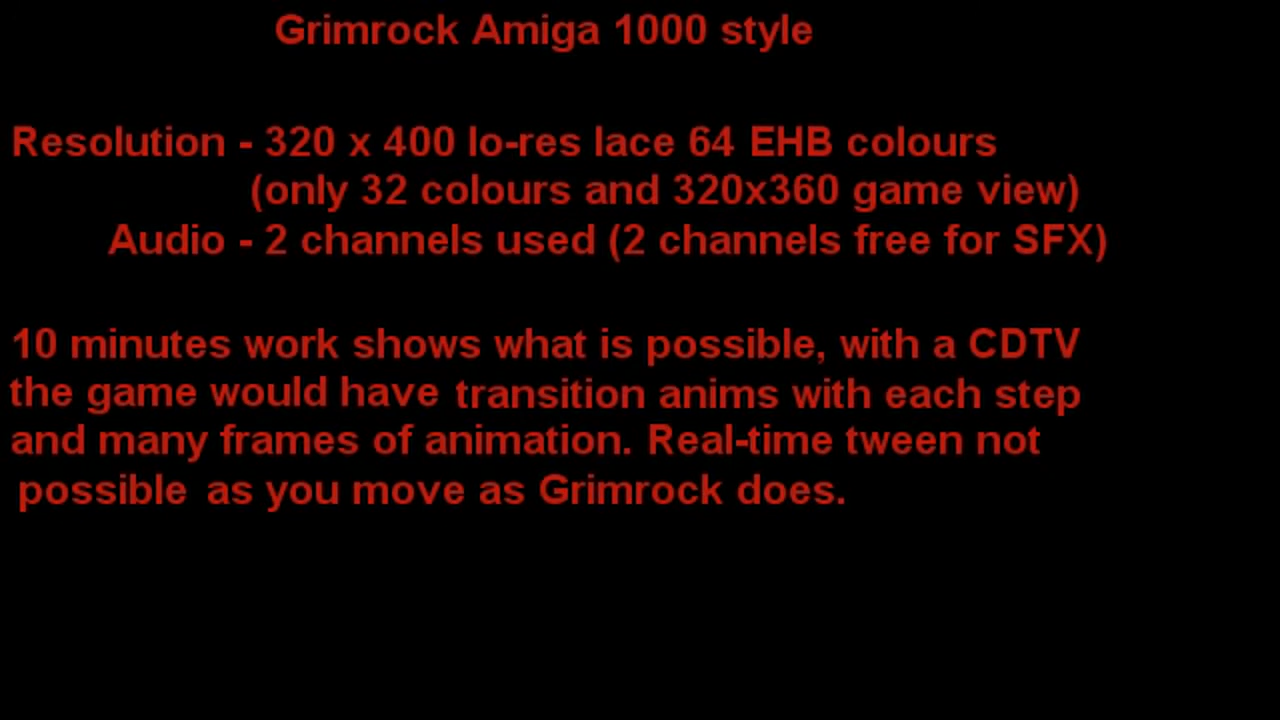 Grimrock Amiga 1000 style
Resolution - 320 x 400 lo-res lace 64 EHB colours
(only 32 colours and 320x360 game view)
Audio - 2 channels used (2 channels free for SFX)
10 minutes work shows what is possible, with a CDTV
the game would have transition anims with each step
and many frames of animation. Real-time tween not
possible as you move as Grimrock does.